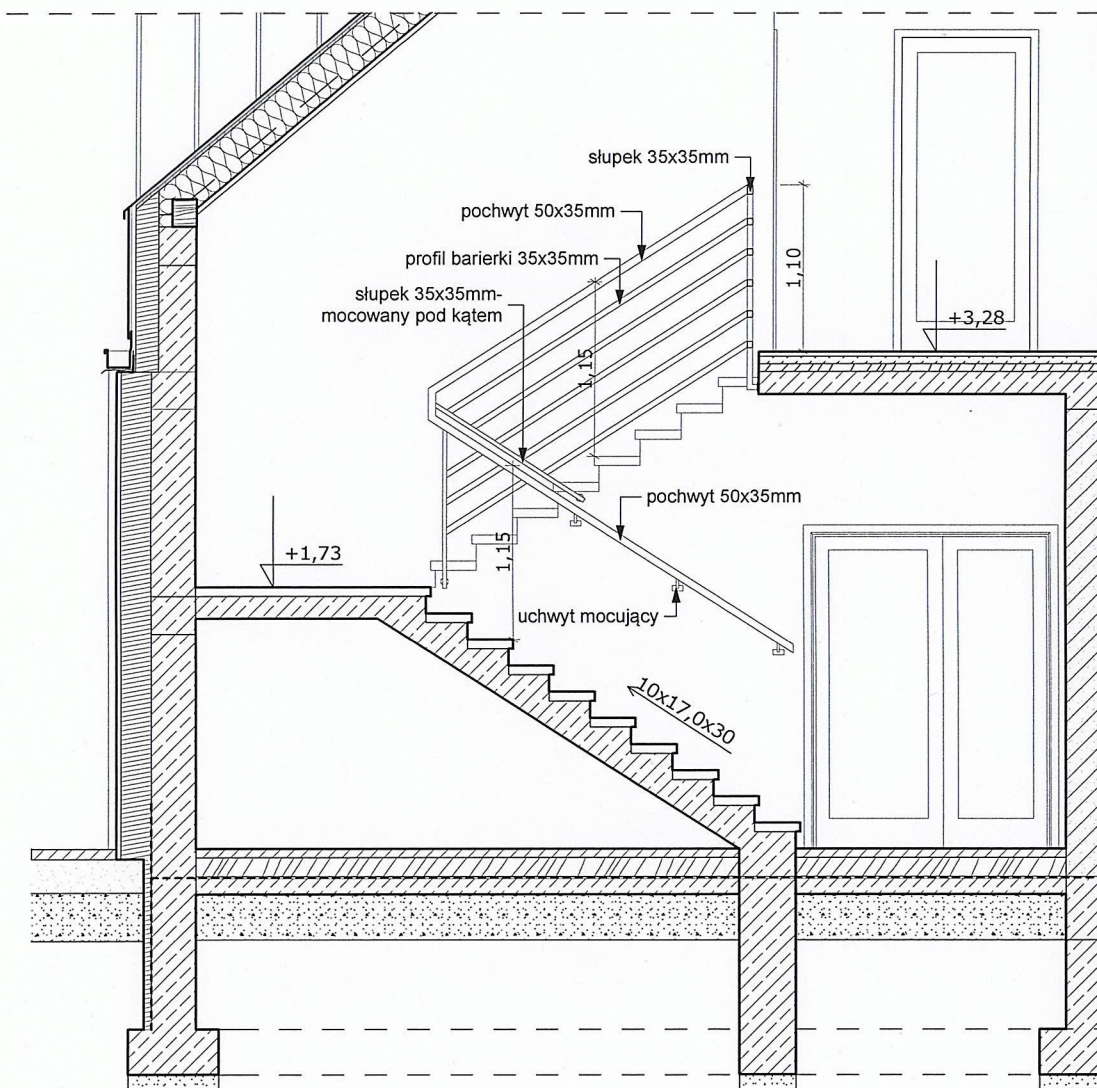 słupek 35x35mm
pochwyt 50x35mm
profil barierki 35x35mm
słupek 35x35mm-
mocowany pod kątem
1,10
+3,28
1,15
pochwyt 50x35mm
+1,73
1,15
uchwyt mocujący
10x17,0x30